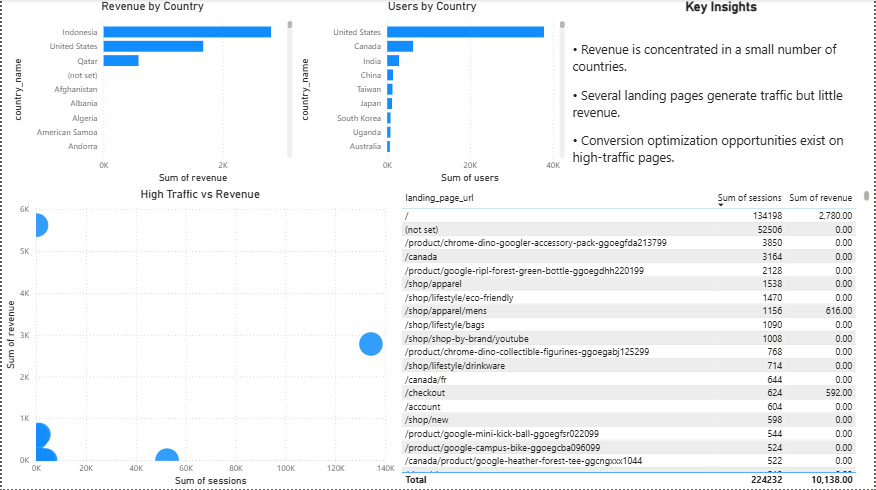 Revenue by Country
country_name
Indonesia
United States
Qatar
(not set)
Afghanistan
Albania
Algeria
American Samoa
Andorra
0K 2K
Sum of revenue
Users by Country
country_name
United States
Canada
India
China
Taiwan
Japan
South Korea
Uganda
Australia
0K 20K 40K
Sum of users
Key Insights
• Revenue is concentrated in a small number of
countries.
• Several landing pages generate traffic but little
revenue.
• Conversion optimization opportunities exist on
high-traffic pages.
High Traffic vs Revenue
Sum of revenue
6K
5K
4K
3K
2K
1K
0K
0K 20K 40K 60K 80K 100K 120K 140K
Sum of sessions
landing_page_url Sum of sessions Sum of revenue
/ 134198 2,780.00
(not set) 52506 0.00
/product/chrome-dino-googler-accessory-pack-ggoegfda213799 3850 0.00
/canada 3164 0.00
/product/google-ripl-forest-green-bottle-ggoegdhh220199 2128 0.00
/shop/apparel 1538 0.00
/shop/lifestyle/eco-friendly 1470 0.00
/shop/apparel/mens 1156 616.00
/shop/lifestyle/bags 1090 0.00
/shop/shop-by-brand/youtube 1008 0.00
/product/chrome-dino-collectible-figurines-ggoegabj125299 768 0.00
/shop/lifestyle/drinkware 714 0.00
/canada/fr 644 0.00
/checkout 624 592.00
/account 604 0.00
/shop/new 598 0.00
/product/google-mini-kick-ball-ggoegfsr022099 544 0.00
/product/google-campus-bike-ggoegcba096099 524 0.00
/canada/product/google-heather-forest-tee-ggcngxxx1044 522 0.00
Total 224232 10,138.00